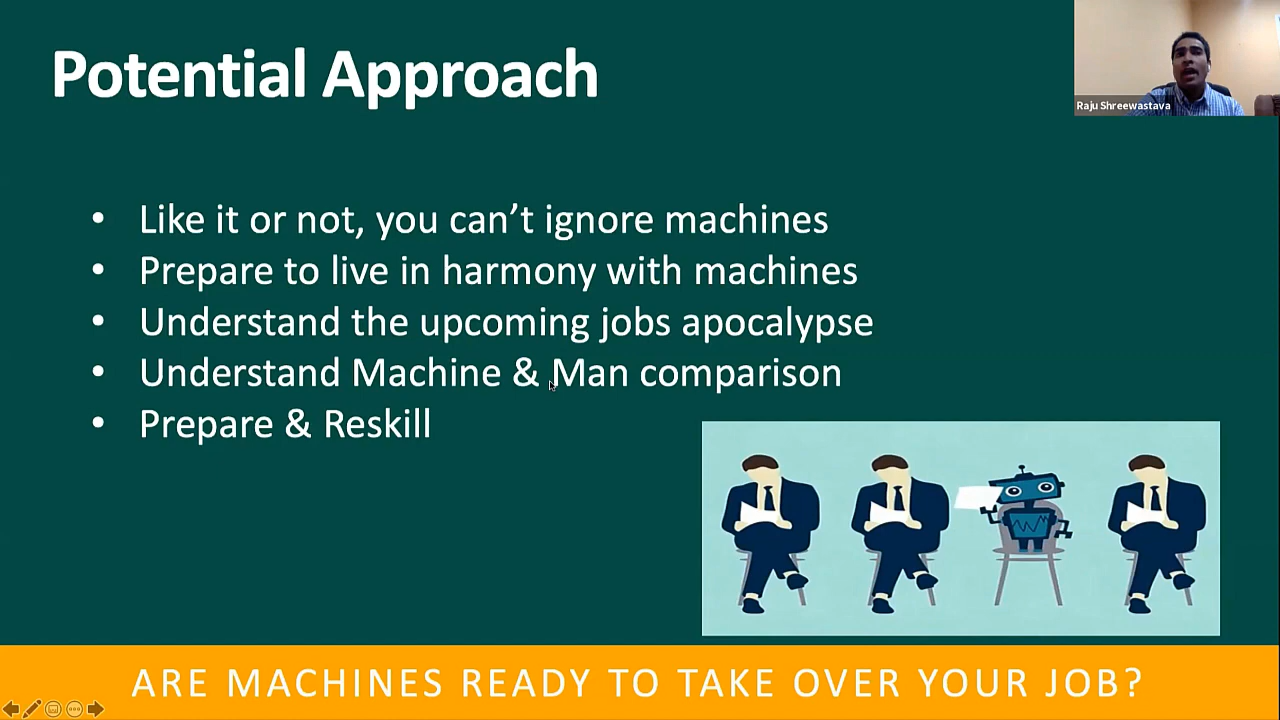 Potential Approach
Raju Shreewastava
• Like it or not, you can’t ignore machines
• Prepare to live in harmony with machines
• Understand the upcoming jobs apocalypse
• Understand Machine & Man comparison
• Prepare & Reskill
ARE MACHINES READY TO TAKE OVER YOUR JOB?